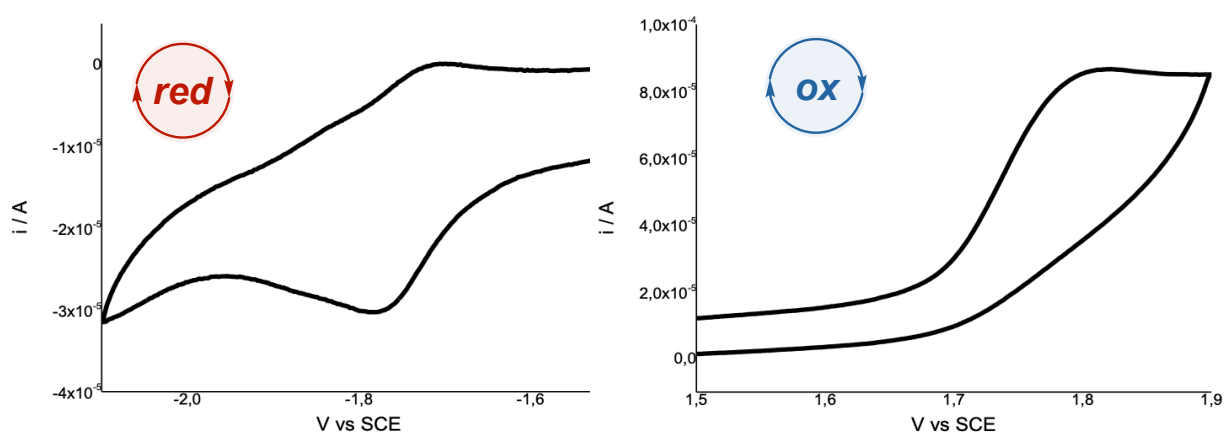 0
-1x10-5
-2x10-5
-3x10-5
-4x10-5
i / A
red
-2,0
-1,8
-1,6
V vs SCE
1,0x10-4
8,0x10-5
6,0x10-5
4,0x10-5
2,0x10-5
0,0
i / A
ox
1,5
1,6
1,7
1,8
1,9
V vs SCE